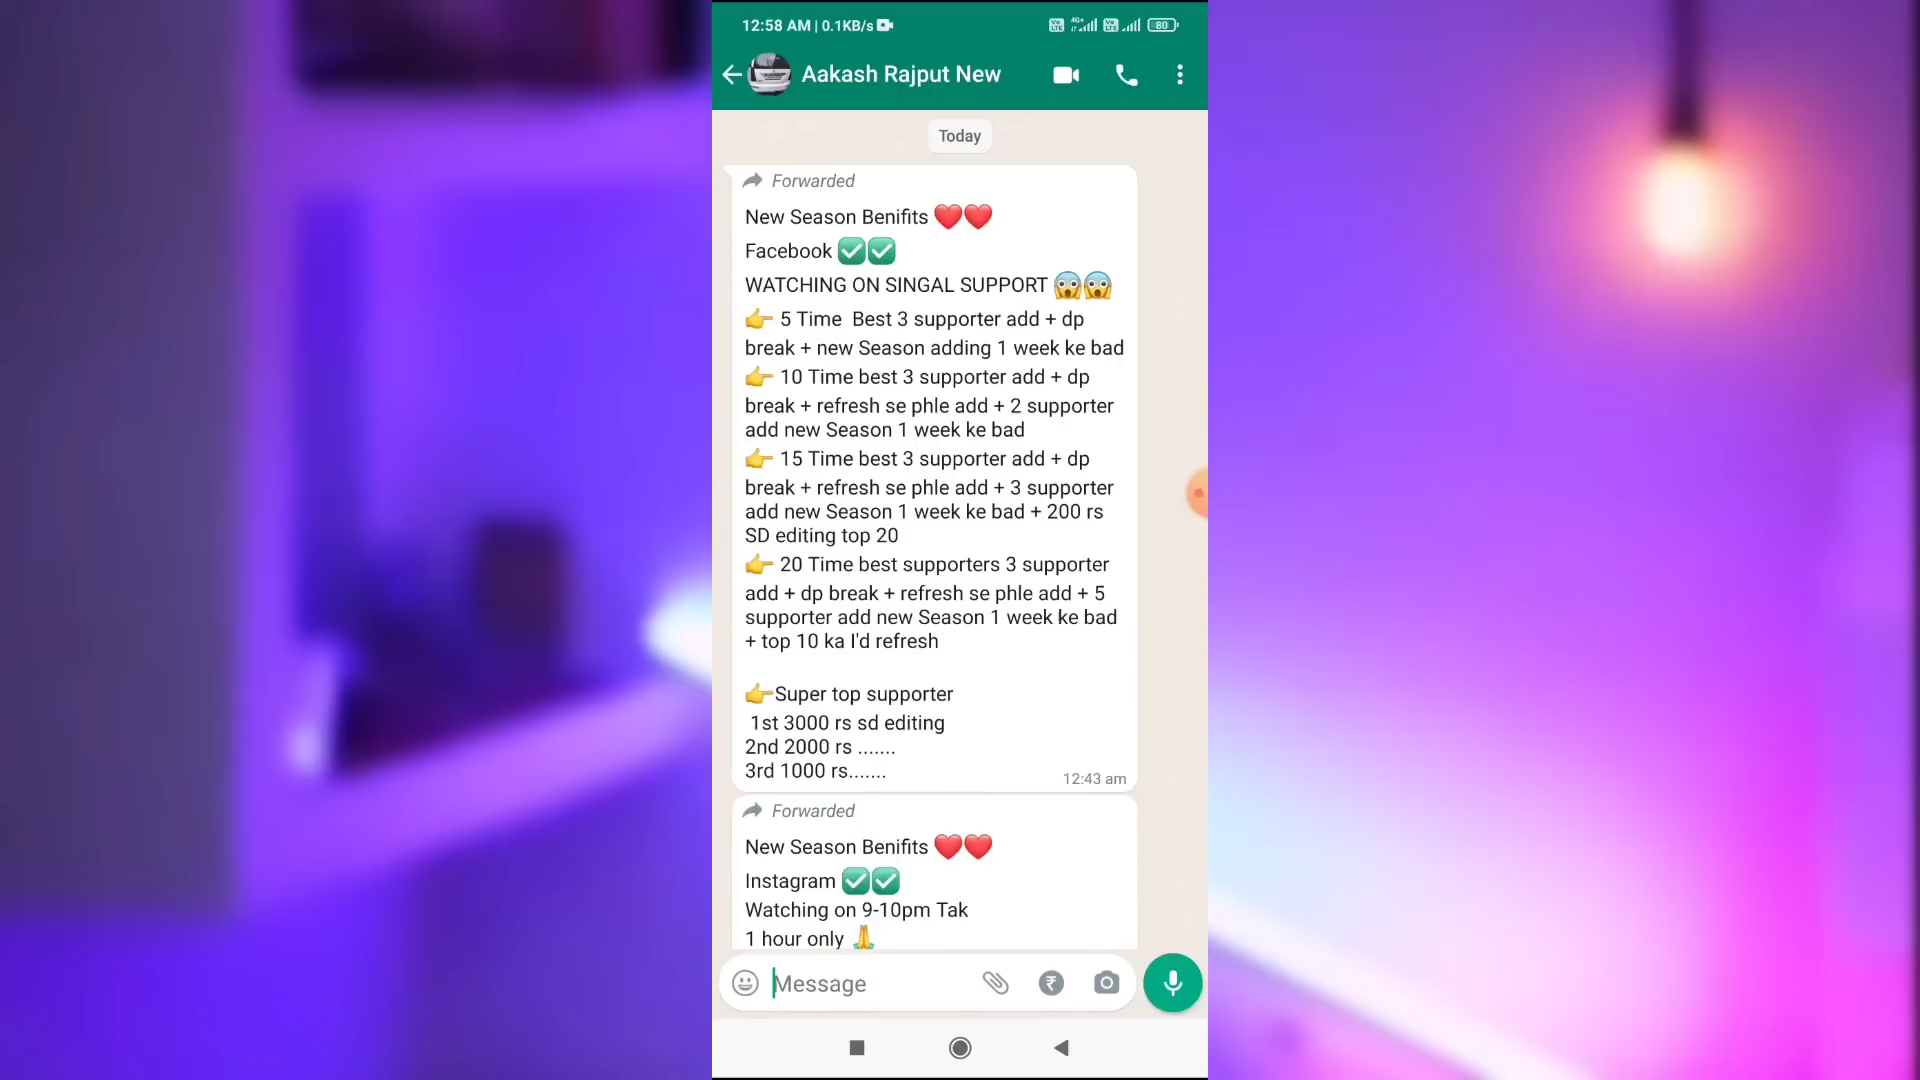 12:58 AM | 0.1KB/s
Vo LTE 4G+ Vo LTE 80
Aakash Rajput New
Today
Forwarded
New Season Benifits ❤️❤️
Facebook ✅✅
WATCHING ON SINGAL SUPPORT 😱😱
👉 5 Time Best 3 supporter add + dp
break + new Season adding 1 week ke bad
👉 10 Time best 3 supporter add + dp
break + refresh se phle add + 2 supporter
add new Season 1 week ke bad
👉 15 Time best 3 supporter add + dp
break + refresh se phle add + 3 supporter
add new Season 1 week ke bad + 200 rs
SD editing top 20
👉 20 Time best supporters 3 supporter
add + dp break + refresh se phle add + 5
supporter add new Season 1 week ke bad
+ top 10 ka I'd refresh
👉Super top supporter
1st 3000 rs sd editing
2nd 2000 rs .......
3rd 1000 rs.......
12:43 am
Forwarded
New Season Benifits ❤️❤️
Instagram ✅✅
Watching on 9-10pm Tak
1 hour only 🙏
Message